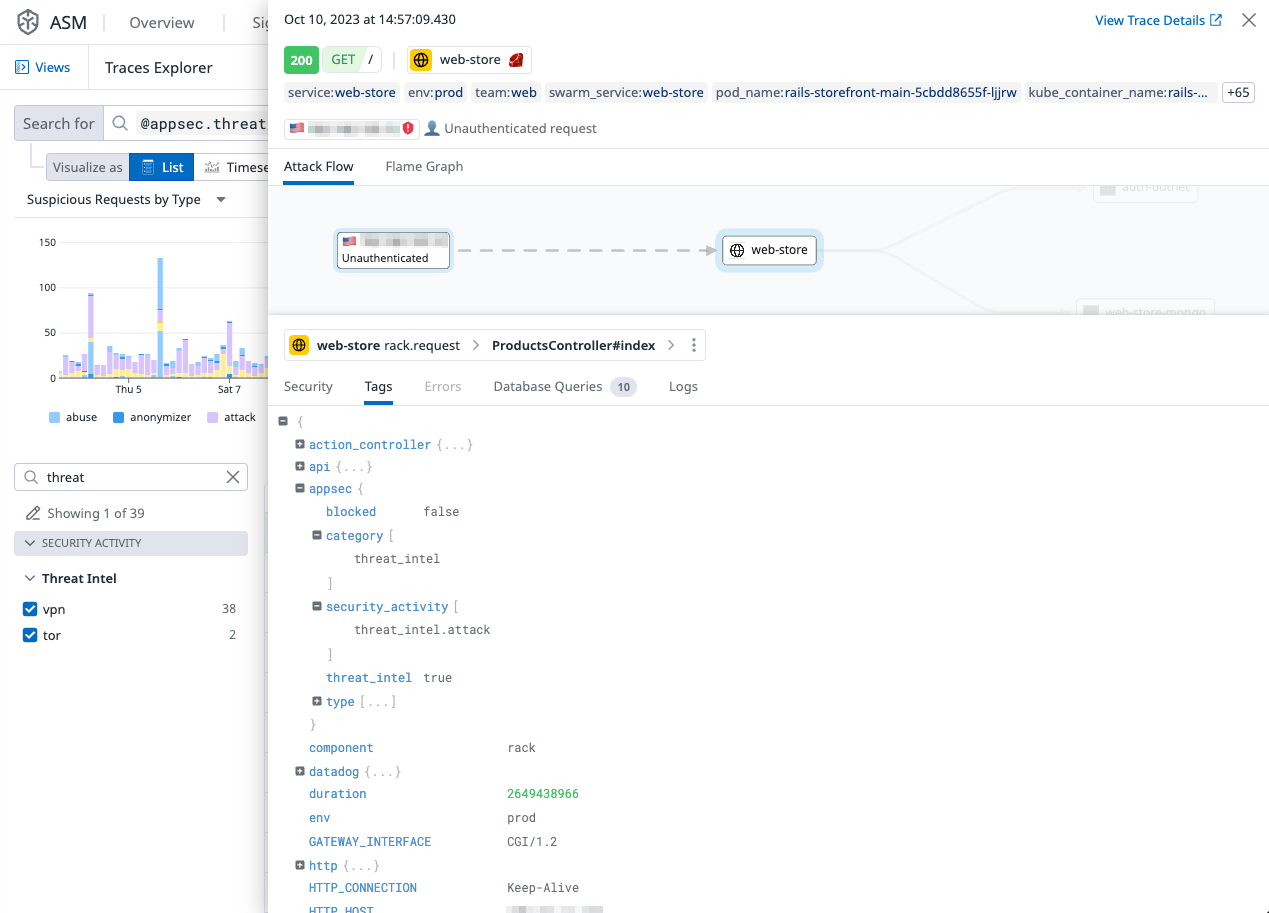 ASM
Overview
Views
Traces Explorer
Search for
@appsec.threat
Visualize as
List
Suspicious Requests by Type
150
100
50
0
Thu 5
Sat 7
abuse
anonymizer
attack
threat
Showing 1 of 39
SECURITY ACTIVITY
Threat Intel
vpn 38
tor 2
Oct 10, 2023 at 14:57:09.430
View Trace Details
200 GET / web-store
service:web-store env:prod team:web swarm_service:web-store pod_name:rails-storefront-main-5cbdd8655f-ljjrw kube_container_name:rails-... +65
Unauthenticated request
Attack Flow
Flame Graph
auth-dotnet
Unauthenticated
web-store
web-store-mongo
web-store rack.request
ProductsController#index
Security
Tags
Errors
Database Queries 10
Logs
{
action_controller {...}
api {...}
appsec {
blocked false
category [
threat_intel
]
security_activity [
threat_intel.attack
]
threat_intel true
type [...]
}
component rack
datadog {...}
duration 2649438966
env prod
GATEWAY_INTERFACE CGI/1.2
http {...}
HTTP_CONNECTION Keep-Alive
HTTP_HOST